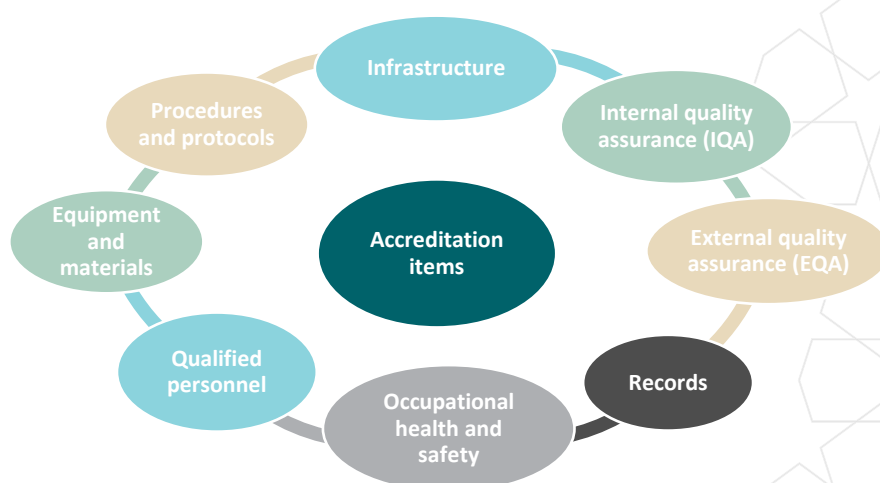 Infrastructure
Procedures
and protocols
Internal quality
assurance (IQA)
Equipment
and
materials
Accreditation
items
External quality
assurance (EQA)
Qualified
personnel
Records
Occupational
health and
safety